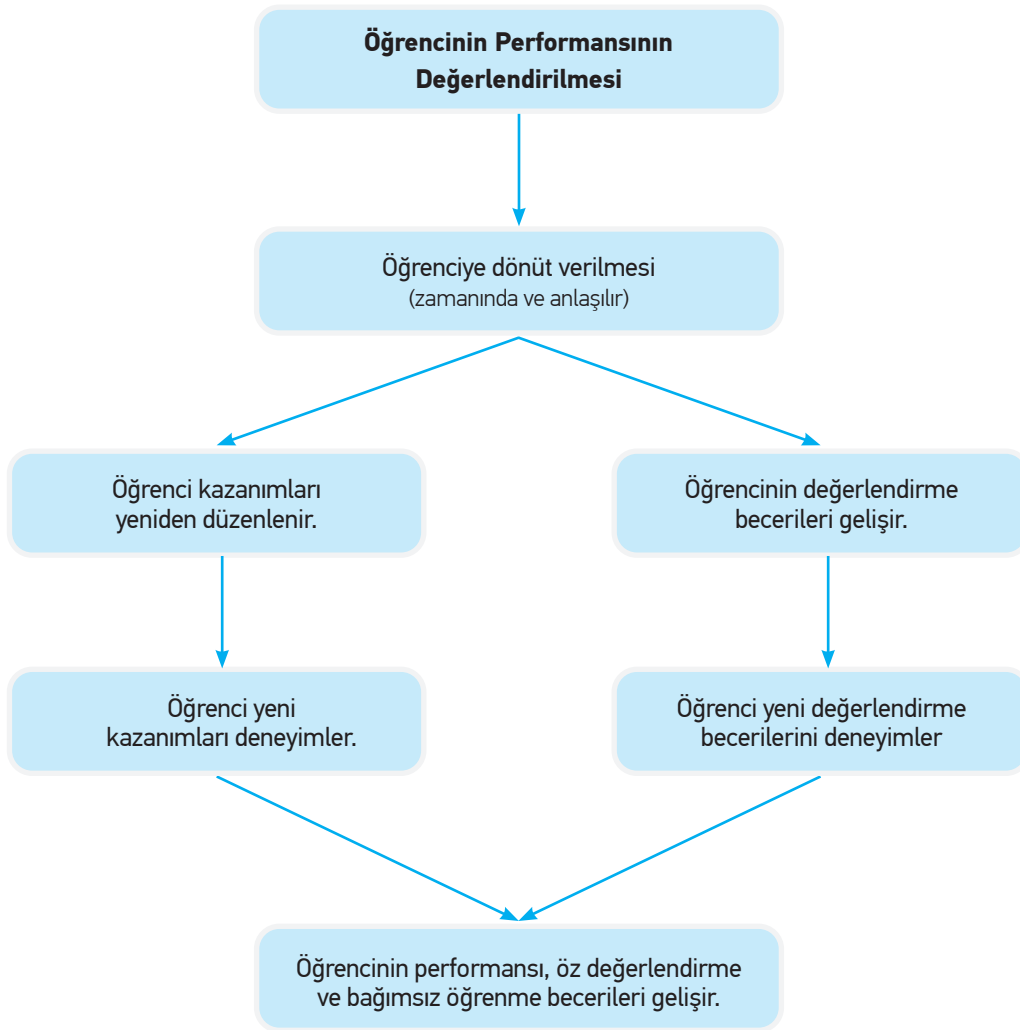 Öğrencinin Performansının
Değerlendirilmesi
Öğrenciye dönüt verilmesi
(zamanında ve anlaşılır)
Öğrenci kazanımları
yeniden düzenlenir.
Öğrencinin değerlendirme
becerileri gelişir.
Öğrenci yeni
kazanımları deneyimler.
Öğrenci yeni değerlendirme
becerilerini deneyimler
Öğrencinin performansı, öz değerlendirme
ve bağımsız öğrenme becerileri gelişir.